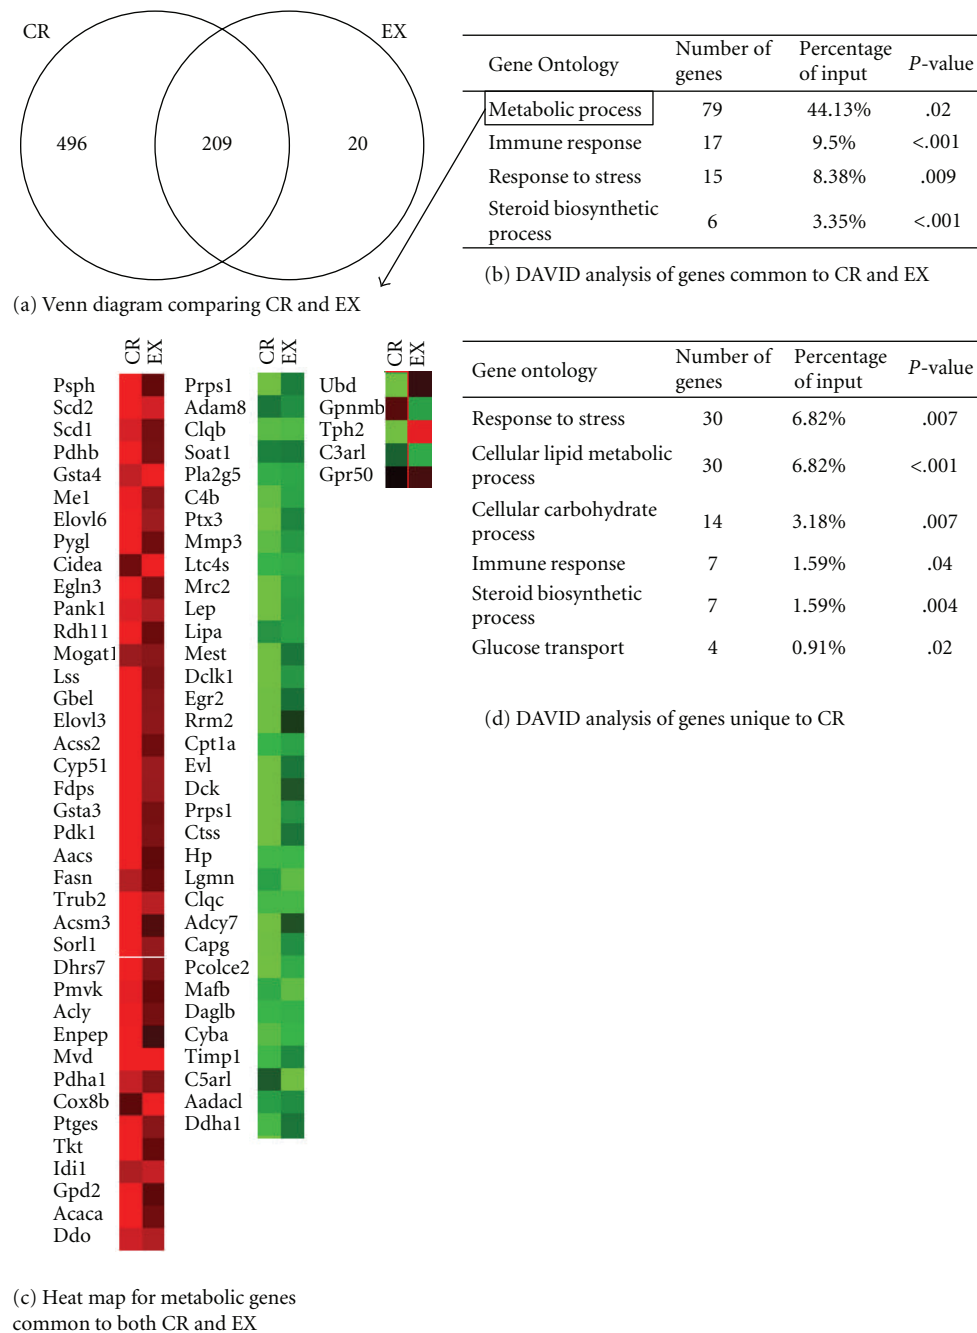 CR
EX
496
209
20
(a) Venn diagram comparing CR and EX
Gene Ontology Number of genes Percentage of input P-value
Metabolic process 79 44.13% .02
Immune response 17 9.5% <.001
Response to stress 15 8.38% .009
Steroid biosynthetic process 6 3.35% <.001
(b) DAVID analysis of genes common to CR and EX
CR EX
Psph
Scd2
Scd1
Pdhb
Gsta4
Me1
Elovl6
Pygl
Cidea
Egln3
Pank1
Rdh11
Mogat1
Lss
Gbel
Elovl3
Acss2
Cyp51
Fdps
Gsta3
Pdk1
Aacs
Fasn
Trub2
Acsm3
Sorl1
Dhrs7
Pmvk
Acly
Enpep
Mvd
Pdha1
Cox8b
Ptges
Tkt
Idi1
Gpd2
Acaca
Ddo
CR EX
Prps1
Adam8
Clqb
Soat1
Pla2g5
C4b
Ptx3
Mmp3
Ltc4s
Mrc2
Lep
Lipa
Mest
Dclk1
Egr2
Rrm2
Cpt1a
Evl
Dck
Prps1
Ctss
Hp
Lgmn
Clqc
Adcy7
Capg
Pcolce2
Mafb
Daglb
Cyba
Timp1
C5arl
Aadacl
Ddha1
CR EX
Ubd
Gpnmb
Tph2
C3arl
Gpr50
(c) Heat map for metabolic genes
common to both CR and EX
Gene ontology Number of genes Percentage of input P-value
Response to stress 30 6.82% .007
Cellular lipid metabolic process 30 6.82% <.001
Cellular carbohydrate process 14 3.18% .007
Immune response 7 1.59% .04
Steroid biosynthetic process 7 1.59% .004
Glucose transport 4 0.91% .02
(d) DAVID analysis of genes unique to CR